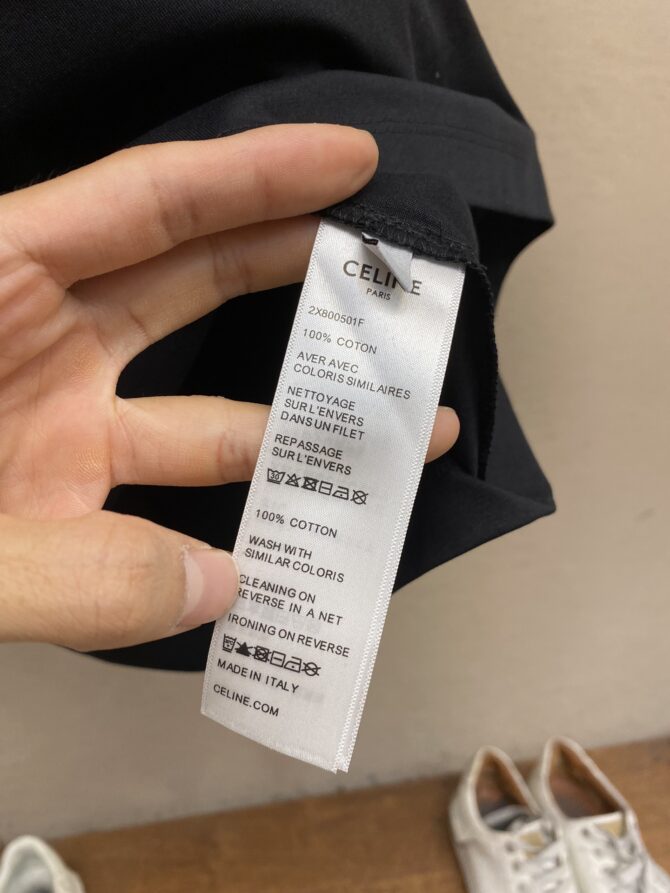 CELINE
PARIS
2X800501F
100% COTON
AVER AVEC
COLORIS SIMILAIRES
NETTOYAGE
SUR L'ENVERS
DANS UN FILET
REPASSAGE
SUR L'ENVERS
30
100% COTTON
WASH WITH
SIMILAR COLORIS
CLEANING ON
REVERSE IN A NET
IRONING ON REVERSE
MADE IN ITALY
CELINE.COM